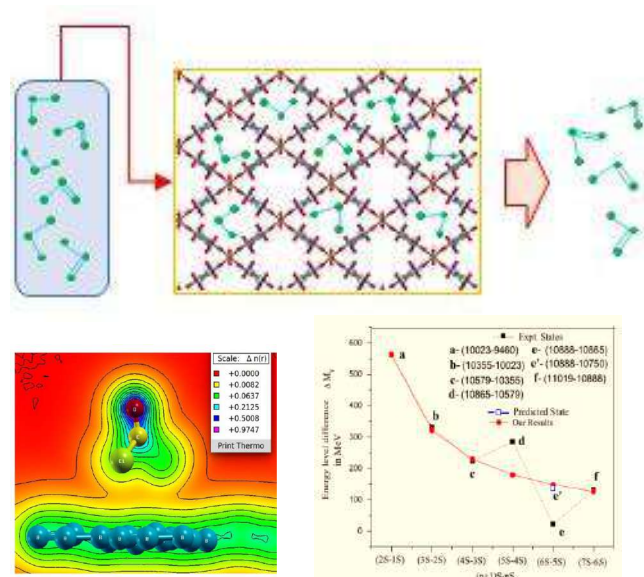 Scale: Δ n(r)
+0.0000
+0.0082
+0.0637
+0.2125
+0.5008
+0.9747
Print Thermo
Energy level difference ΔM
in MeV
600
500
400
300
200
100
0
Expt. States
a- (10023-9460) e- (10888-10865)
b- (10355-10023) e'- (10888-10750)
c- (10579-10355) f- (11019-10888)
d- (10865-10579)
Predicted State
Our Results
a
b
c
d
e'
e
f
(2S-1S) (3S-2S) (4S-3S) (5S-4S) (6S-5S) (7S-6S)